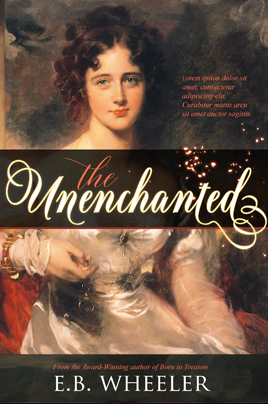 Lorem ipsum dolor sit
amet, consectetur
adipiscing elit.
Curabitur mattis arcu
sit amet auctor sagittis
the
Unenchanted
From the Award-Winning author of Born to Treason
E.B. WHEELER